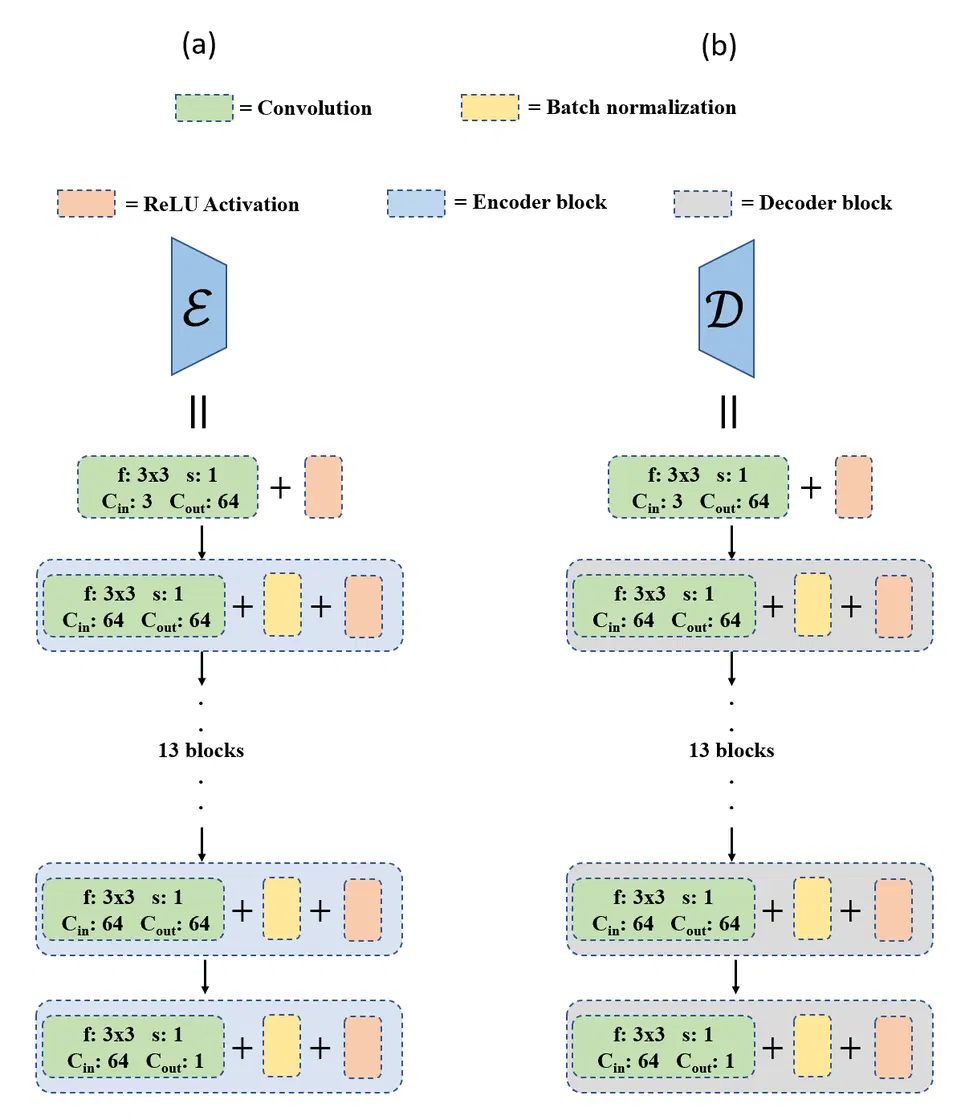 (a) (b)
= Convolution = Batch normalization
= ReLU Activation = Encoder block = Decoder block
ℰ 𝒟
f: 3x3 s: 1
C_in: 3 C_out: 64 +
f: 3x3 s: 1
C_in: 3 C_out: 64 +
f: 3x3 s: 1
C_in: 64 C_out: 64 + +
f: 3x3 s: 1
C_in: 64 C_out: 64 + +
13 blocks 13 blocks
f: 3x3 s: 1
C_in: 64 C_out: 64 + +
f: 3x3 s: 1
C_in: 64 C_out: 64 + +
f: 3x3 s: 1
C_in: 64 C_out: 1 + +
f: 3x3 s: 1
C_in: 64 C_out: 1 + +